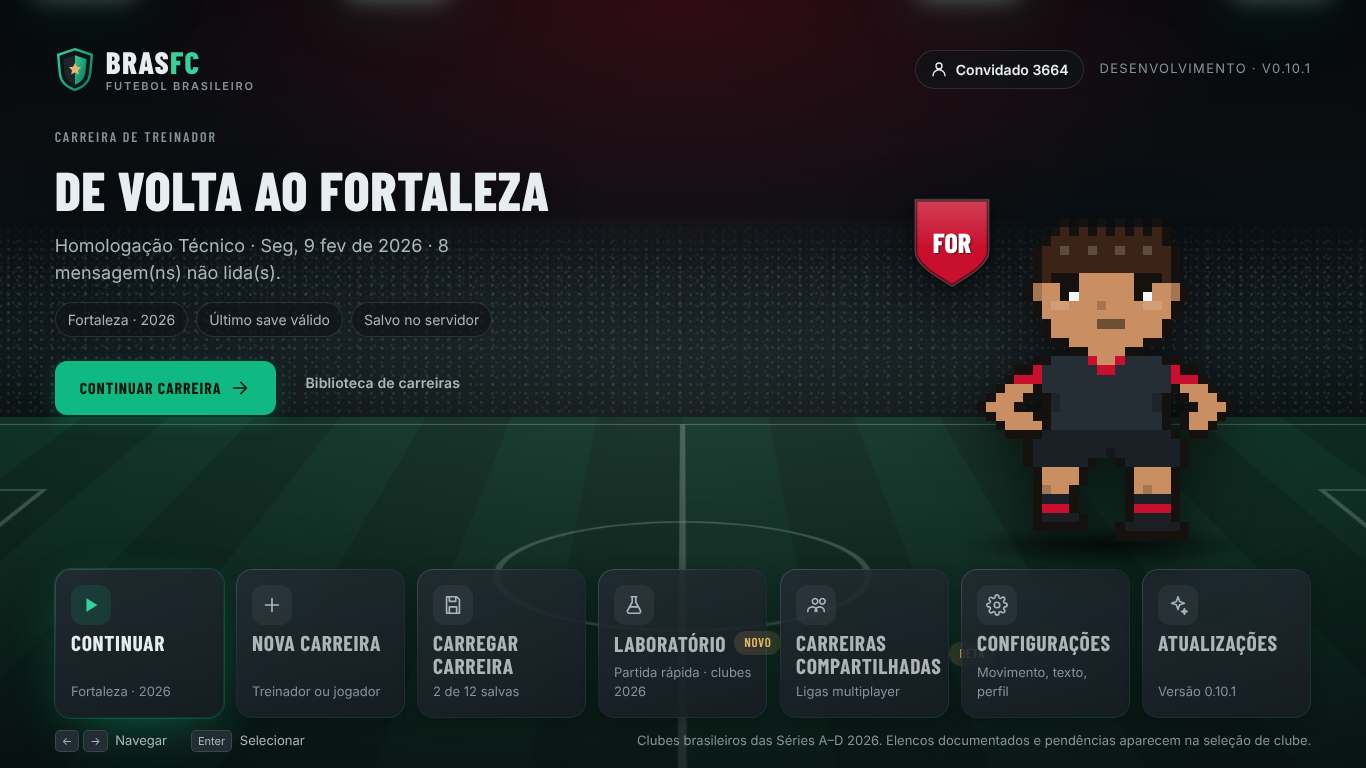 BRASFC
FUTEBOL BRASILEIRO
Convidado 3664
DESENVOLVIMENTO · V0.10.1
CARREIRA DE TREINADOR
DE VOLTA AO FORTALEZA
Homologação Técnico · Seg, 9 fev de 2026 · 8
mensagem(ns) não lida(s).
Fortaleza · 2026
Último save válido
Salvo no servidor
CONTINUAR CARREIRA →
Biblioteca de carreiras
FOR
CONTINUAR
Fortaleza · 2026
NOVA CARREIRA
Treinador ou jogador
CARREGAR
CARREIRA
2 de 12 salvas
LABORATÓRIO NOVO
Partida rápida · clubes
2026
CARREIRAS
COMPARTILHADAS BETA
Ligas multiplayer
CONFIGURAÇÕES
Movimento, texto,
perfil
ATUALIZAÇÕES
Versão 0.10.1
← → Navegar Enter Selecionar
Clubes brasileiros das Séries A–D 2026. Elencos documentados e pendências aparecem na seleção de clube.